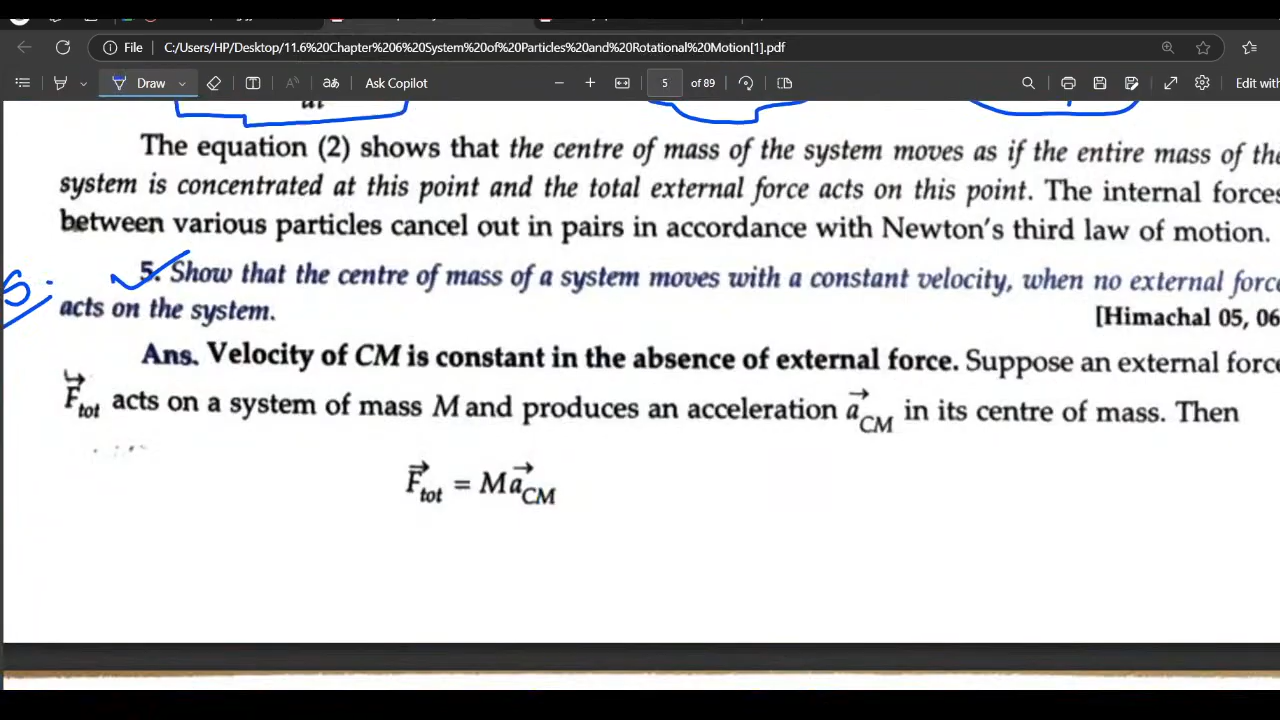 File C:/Users/HP/Desktop/11.6%20Chapter%206%20System%20of%20Particles%20and%20Rotational%20Motion[1].pdf
Draw Ask Copilot 5 of 89 Edit with
dt
The equation (2) shows that the centre of mass of the system moves as if the entire mass of the
system is concentrated at this point and the total external force acts on this point. The internal forces
between various particles cancel out in pairs in accordance with Newton's third law of motion.
5. Show that the centre of mass of a system moves with a constant velocity, when no external force
acts on the system.
[Himachal 05, 06
Ans. Velocity of CM is constant in the absence of external force. Suppose an external force
F⃗tot acts on a system of mass M and produces an acceleration a⃗CM in its centre of mass. Then
F⃗tot = Ma⃗CM